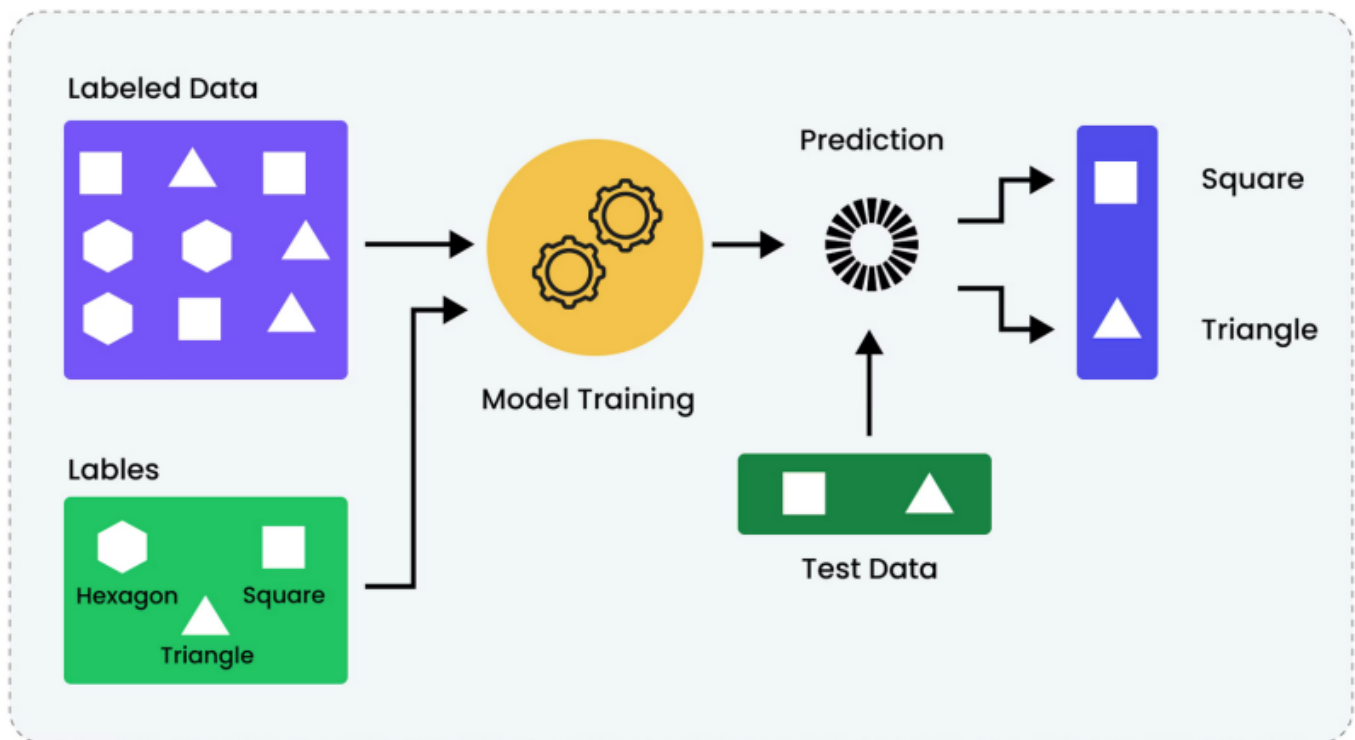 Labeled Data
Prediction
Square
Triangle
Model Training
Lables
Hexagon
Square
Triangle
Test Data